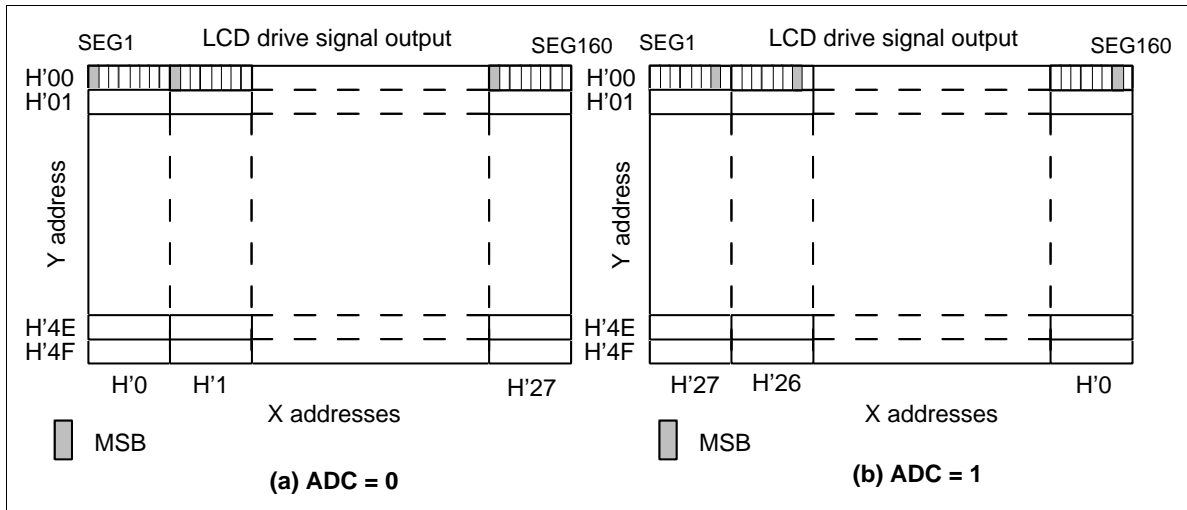 SEG1 LCD drive signal output SEG160
H'00
H'01
Y address
H'4E
H'4F
H'0 H'1 H'27
X addresses
MSB
(a) ADC = 0
SEG1 LCD drive signal output SEG160
H'00
H'01
Y address
H'4E
H'4F
H'27 H'26 H'0
X addresses
MSB
(b) ADC = 1